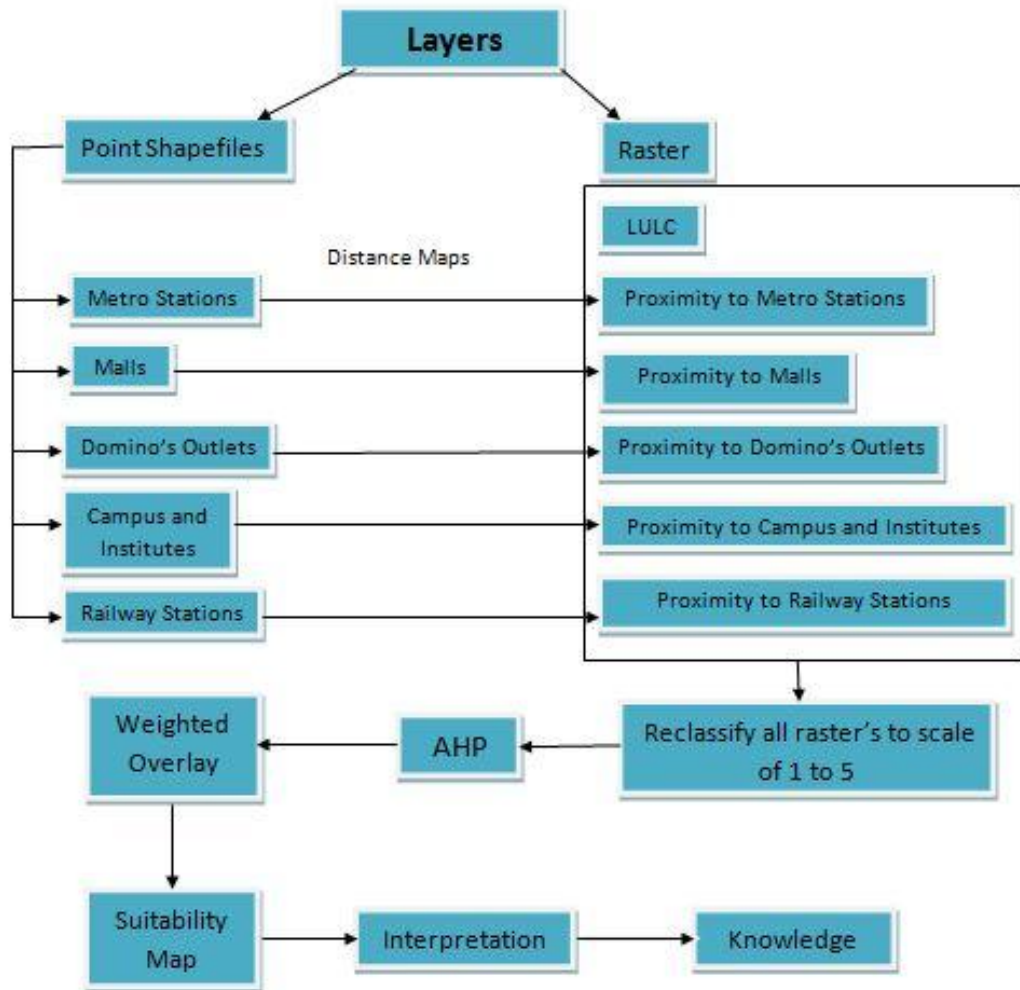 Layers
Point Shapefiles
Raster
LULC
Distance Maps
Metro Stations
Proximity to Metro Stations
Malls
Proximity to Malls
Domino's Outlets
Proximity to Domino's Outlets
Campus and
Institutes
Proximity to Campus and Institutes
Railway Stations
Proximity to Railway Stations
Weighted
Overlay
AHP
Reclassify all raster's to scale
of 1 to 5
Suitability
Map
Interpretation
Knowledge